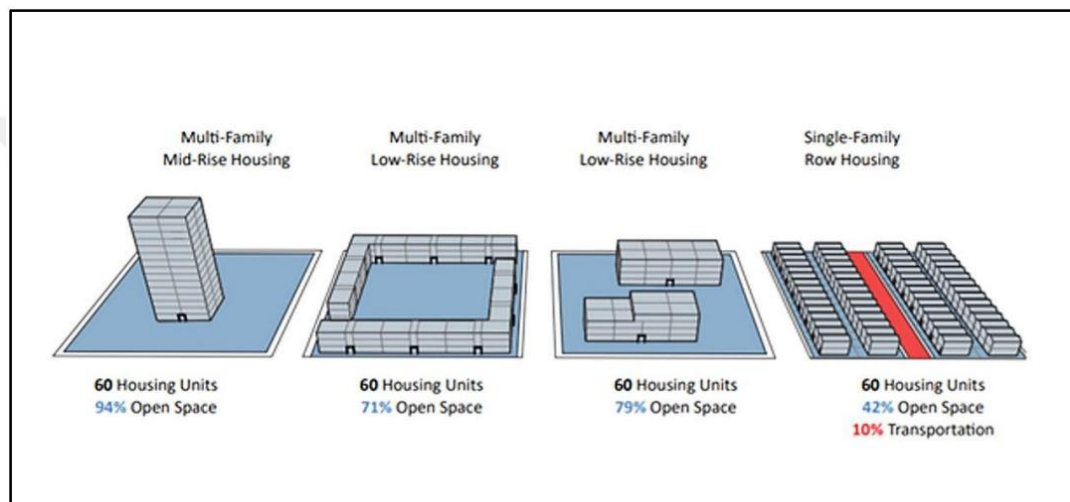 Multi-Family
Mid-Rise Housing
Multi-Family
Low-Rise Housing
Multi-Family
Low-Rise Housing
Single-Family
Row Housing
60 Housing Units
94% Open Space
60 Housing Units
71% Open Space
60 Housing Units
79% Open Space
60 Housing Units
42% Open Space
10% Transportation